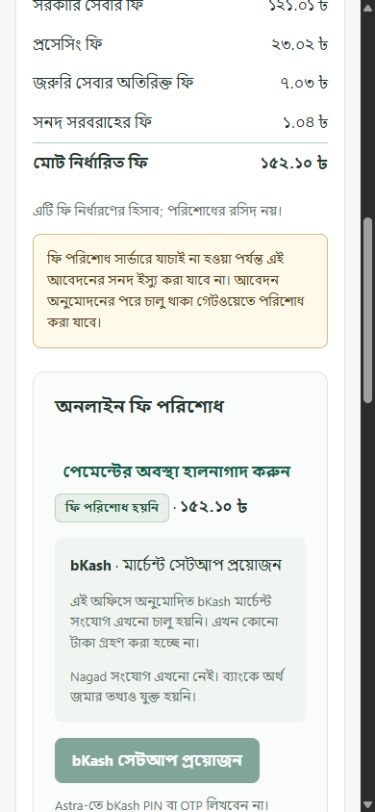 সরকারি সেবার ফি ১২১.০১ ৳
প্রসেসিং ফি ২৩.০২ ৳
জরুরি সেবার অতিরিক্ত ফি ৭.০৩ ৳
সনদ সরবরাহের ফি ১.০৪ ৳
মোট নির্ধারিত ফি ১৫২.১০ ৳
এটি ফি নির্ধারণের হিসাব; পরিশোধের রসিদ নয়।
ফি পরিশোধ সার্ভারে যাচাই না হওয়া পর্যন্ত এই
আবেদনের সনদ ইস্যু করা যাবে না। আবেদন
অনুমোদনের পরে চালু থাকা গেটওয়েতে পরিশোধ
করা যাবে।
অনলাইন ফি পরিশোধ
পেমেন্টের অবস্থা হালনাগাদ করুন
ফি পরিশোধ হয়নি · ১৫২.১০ ৳
bKash · মার্চেন্ট সেটআপ প্রয়োজন
এই অফিসে অনুমোদিত bKash মার্চেন্ট
সংযোগ এখনো চালু হয়নি। এখন কোনো
টাকা গ্রহণ করা হচ্ছে না।
Nagad সংযোগ এখনো নেই। ব্যাংকে অর্থ
জমার তথ্যও যুক্ত হয়নি।
bKash সেটআপ প্রয়োজন
Astra-তে bKash PIN বা OTP লিখবেন না।